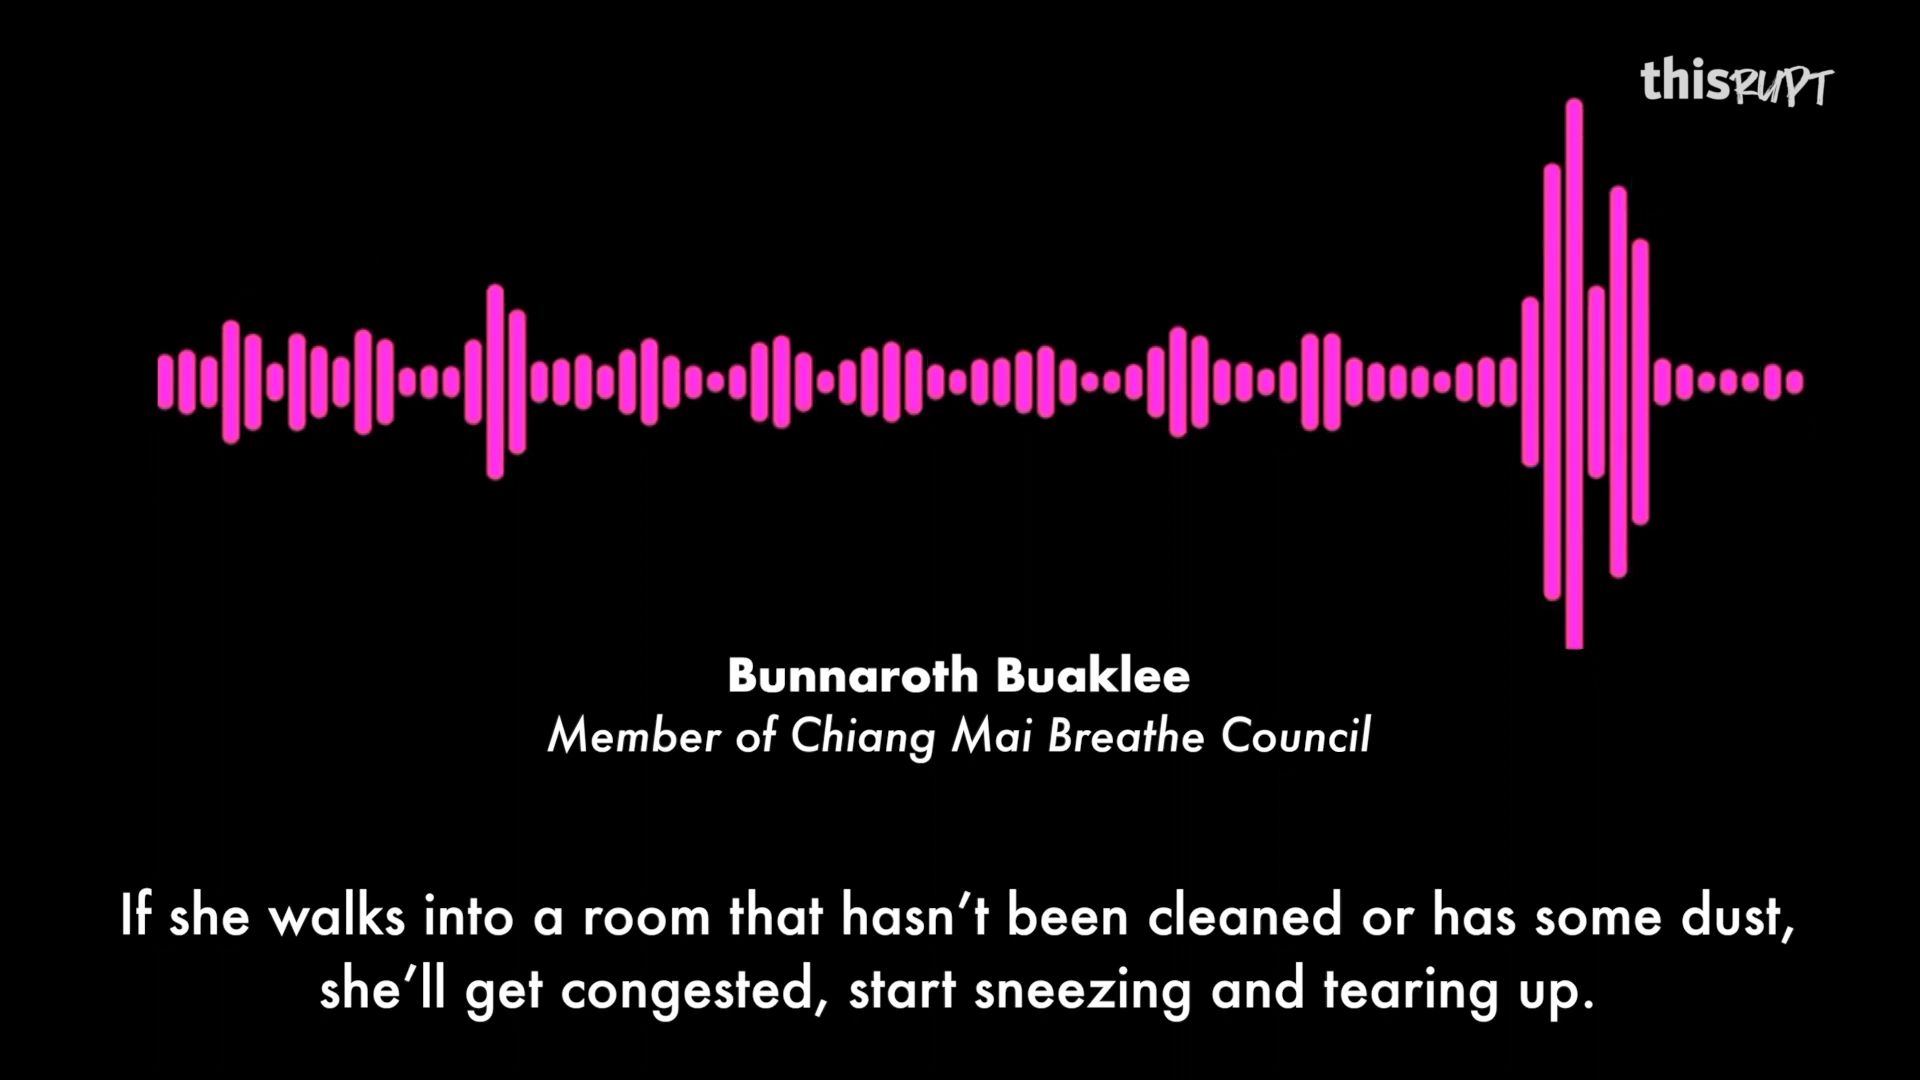 thisRUPT
Bunnaroth Buaklee
Member of Chiang Mai Breathe Council
If she walks into a room that hasn’t been cleaned or has some dust,
she’ll get congested, start sneezing and tearing up.